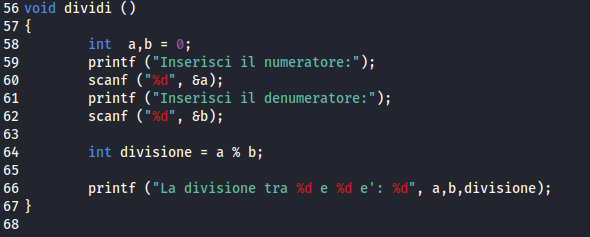 56 void dividi ()
57 {
58         int  a,b = 0;
59         printf ("Inserisci il numeratore:");
60         scanf ("%d", &a);
61         printf ("Inserisci il denumeratore:");
62         scanf ("%d", &b);
63
64         int divisione = a % b;
65
66         printf ("La divisione tra %d e %d e': %d", a,b,divisione);
67 }
68